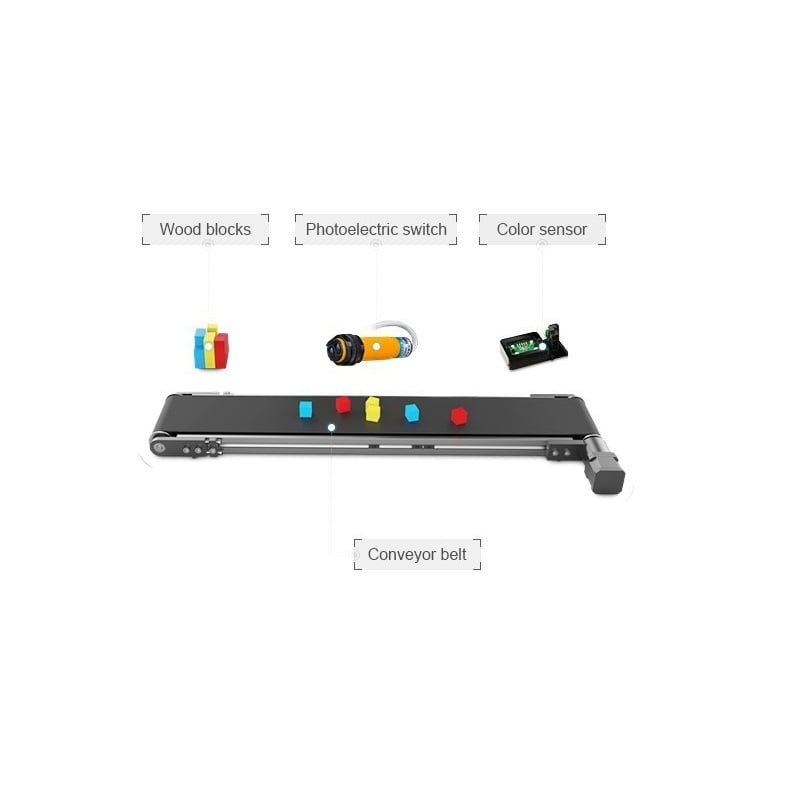 Wood blocks
Photoelectric switch
Color sensor
Conveyor belt